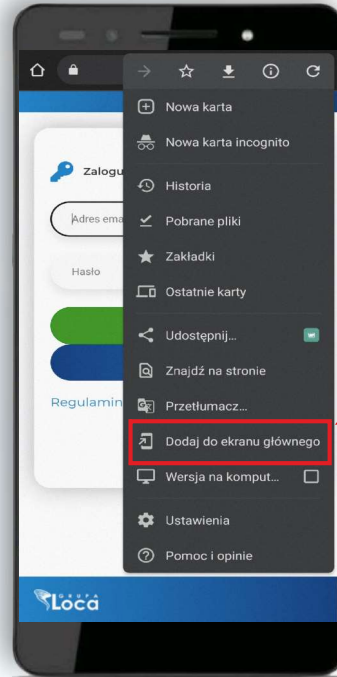 Nowa karta
Nowa karta incognito
Historia
Pobrane pliki
Zakładki
Ostatnie karty
Udostępnij...
Znajdź na stronie
Przetłumacz...
Dodaj do ekranu głównego
Wersja na komput...
Ustawienia
Pomoc i opinie
Zalogu
Adres ema
Hasło
Regulamin
GRUPA
Loca